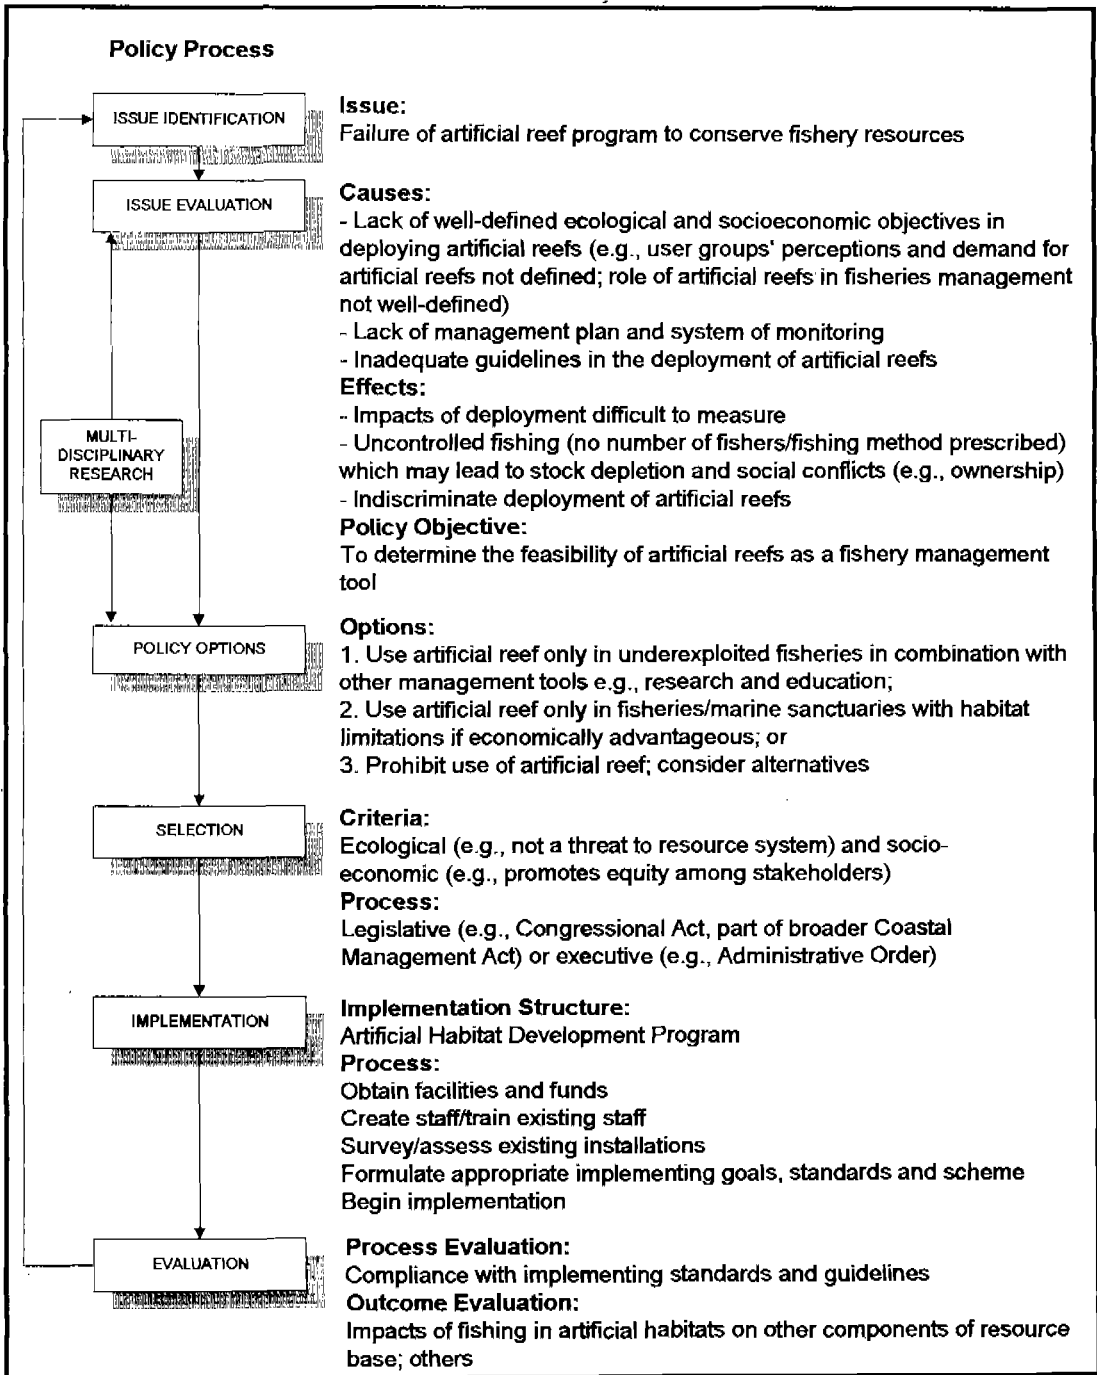 Policy Process
ISSUE IDENTIFICATION
Issue:
Failure of artificial reef program to conserve fishery resources
ISSUE EVALUATION
Causes:
- Lack of well-defined ecological and socioeconomic objectives in
deploying artificial reefs (e.g., user groups' perceptions and demand for
artificial reefs not defined; role of artificial reefs in fisheries management
not well-defined)
- Lack of management plan and system of monitoring
- Inadequate guidelines in the deployment of artificial reefs
Effects:
- Impacts of deployment difficult to measure
- Uncontrolled fishing (no number of fishers/fishing method prescribed)
which may lead to stock depletion and social conflicts (e.g., ownership)
- Indiscriminate deployment of artificial reefs
MULTI-
DISCIPLINARY
RESEARCH
Policy Objective:
To determine the feasibility of artificial reefs as a fishery management
tool
POLICY OPTIONS
Options:
1. Use artificial reef only in underexploited fisheries in combination with
other management tools e.g., research and education;
2. Use artificial reef only in fisheries/marine sanctuaries with habitat
limitations if economically advantageous; or
3. Prohibit use of artificial reef; consider alternatives
SELECTION
Criteria:
Ecological (e.g., not a threat to resource system) and socio-
economic (e.g., promotes equity among stakeholders)
Process:
Legislative (e.g., Congressional Act, part of broader Coastal
Management Act) or executive (e.g., Administrative Order)
IMPLEMENTATION
Implementation Structure:
Artificial Habitat Development Program
Process:
Obtain facilities and funds
Create staff/train existing staff
Survey/assess existing installations
Formulate appropriate implementing goals, standards and scheme
Begin implementation
EVALUATION
Process Evaluation:
Compliance with implementing standards and guidelines
Outcome Evaluation:
Impacts of fishing in artificial habitats on other components of resource
base; others